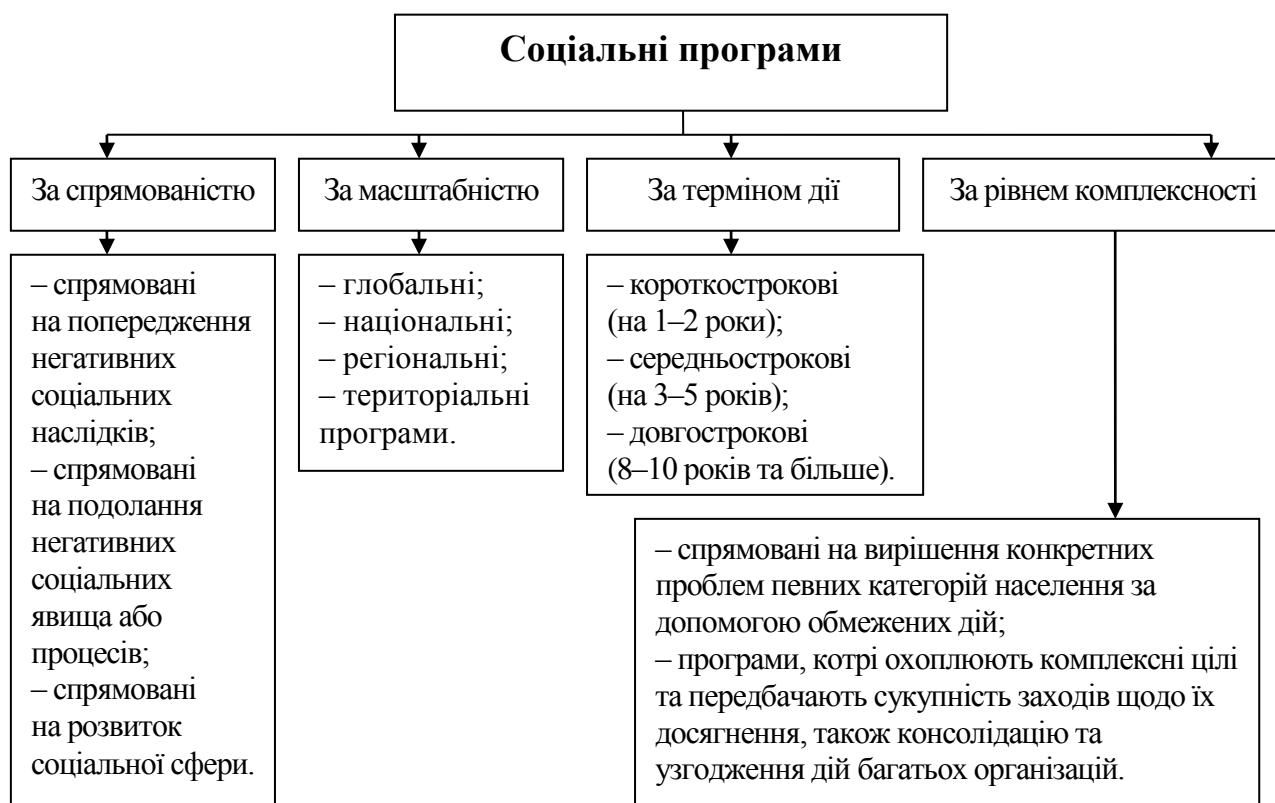 Соціальні програми
За спрямованістю
За масштабністю
За терміном дії
За рівнем комплексності
– спрямовані
на попередження
негативних
соціальних
наслідків;
– спрямовані
на подолання
негативних
соціальних
явища або
процесів;
– спрямовані
на розвиток
соціальної сфери.
– глобальні;
– національні;
– регіональні;
– територіальні
програми.
– короткострокові
(на 1–2 роки);
– середньострокові
(на 3–5 років);
– довгострокові
(8–10 років та більше).
– спрямовані на вирішення конкретних
проблем певних категорій населення за
допомогою обмежених дій;
– програми, котрі охоплюють комплексні цілі
та передбачають сукупність заходів щодо їх
досягнення, також консолідацію та
узгодження дій багатьох організацій.